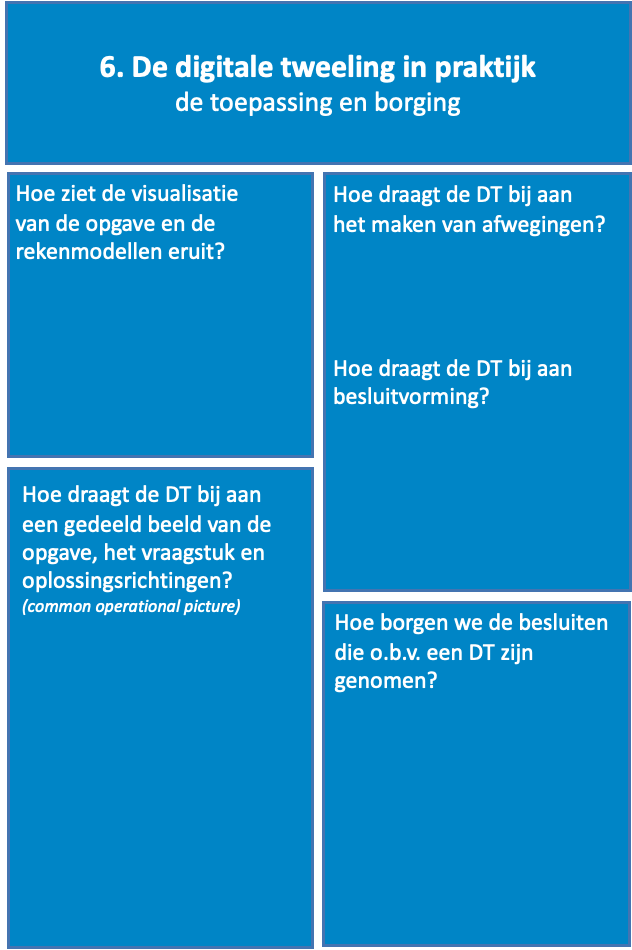 6. De digitale tweeling in praktijk
de toepassing en borging
Hoe ziet de visualisatie
van de opgave en de
rekenmodellen eruit?
Hoe draagt de DT bij aan
een gedeeld beeld van de
opgave, het vraagstuk en
oplossingsrichtingen?
(common operational picture)
Hoe draagt de DT bij aan
het maken van afwegingen?
Hoe draagt de DT bij aan
besluitvorming?
Hoe borgen we de besluiten
die o.b.v. een DT zijn
genomen?